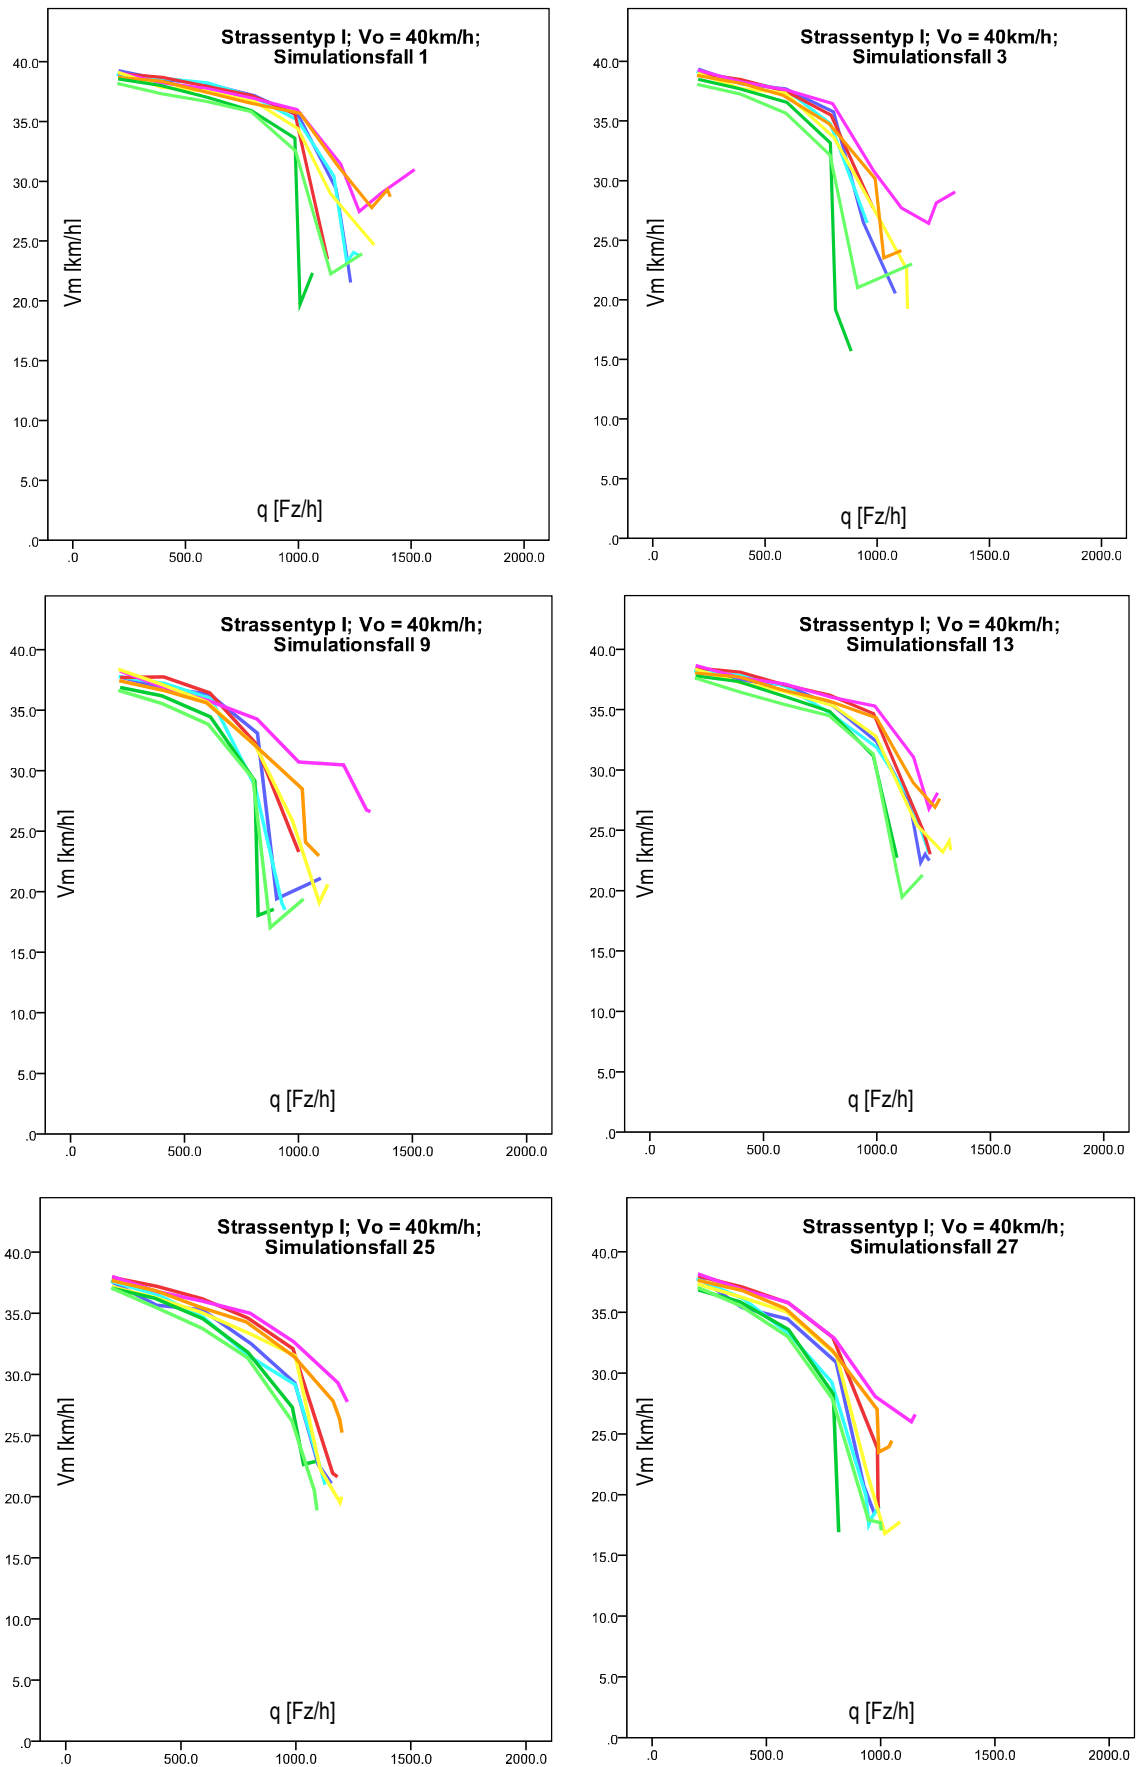 Strassentyp I; Vo = 40km/h;
Simulationsfall 1
40.0
35.0
30.0
25.0
20.0
15.0
10.0
5.0
.0
Vm [km/h]
q [Fz/h]
.0 500.0 1000.0 1500.0 2000.0
Strassentyp I; Vo = 40km/h;
Simulationsfall 3
40.0
35.0
30.0
25.0
20.0
15.0
10.0
5.0
.0
Vm [km/h]
q [Fz/h]
.0 500.0 1000.0 1500.0 2000.0
Strassentyp I; Vo = 40km/h;
Simulationsfall 9
40.0
35.0
30.0
25.0
20.0
15.0
10.0
5.0
.0
Vm [km/h]
q [Fz/h]
.0 500.0 1000.0 1500.0 2000.0
Strassentyp I; Vo = 40km/h;
Simulationsfall 13
40.0
35.0
30.0
25.0
20.0
15.0
10.0
5.0
.0
Vm [km/h]
q [Fz/h]
.0 500.0 1000.0 1500.0 2000.0
Strassentyp I; Vo = 40km/h;
Simulationsfall 25
40.0
35.0
30.0
25.0
20.0
15.0
10.0
5.0
.0
Vm [km/h]
q [Fz/h]
.0 500.0 1000.0 1500.0 2000.0
Strassentyp I; Vo = 40km/h;
Simulationsfall 27
40.0
35.0
30.0
25.0
20.0
15.0
10.0
5.0
.0
Vm [km/h]
q [Fz/h]
.0 500.0 1000.0 1500.0 2000.0